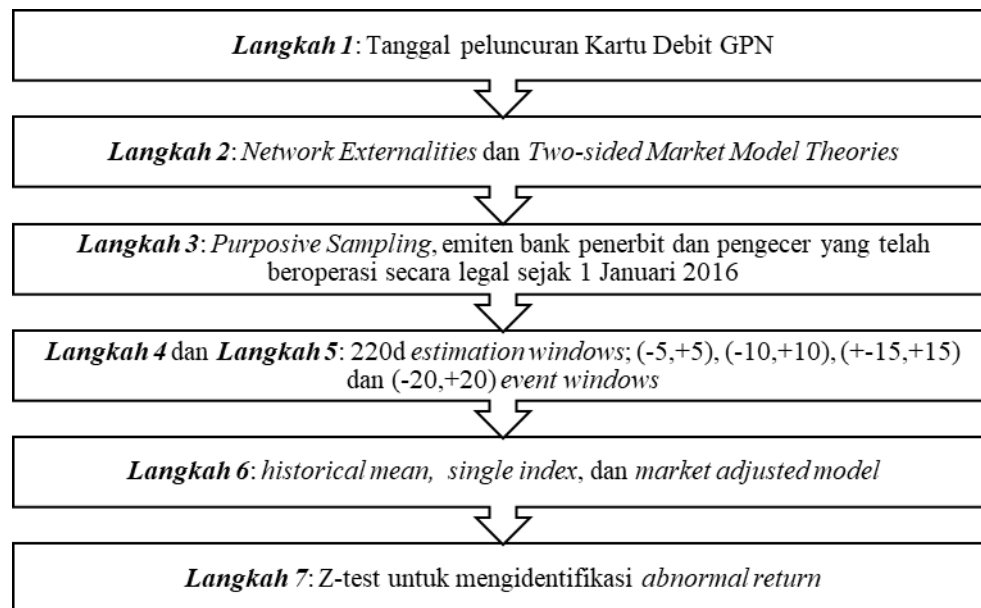 Langkah 1: Tanggal peluncuran Kartu Debit GPN
Langkah 2: Network Externalities dan Two-sided Market Model Theories
Langkah 3: Purposive Sampling, emiten bank penerbit dan pengecer yang telah
beroperasi secara legal sejak 1 Januari 2016
Langkah 4 dan Langkah 5: 220d estimation windows; (-5,+5), (-10,+10), (+-15,+15)
dan (-20,+20) event windows
Langkah 6: historical mean, single index, dan market adjusted model
Langkah 7: Z-test untuk mengidentifikasi abnormal return